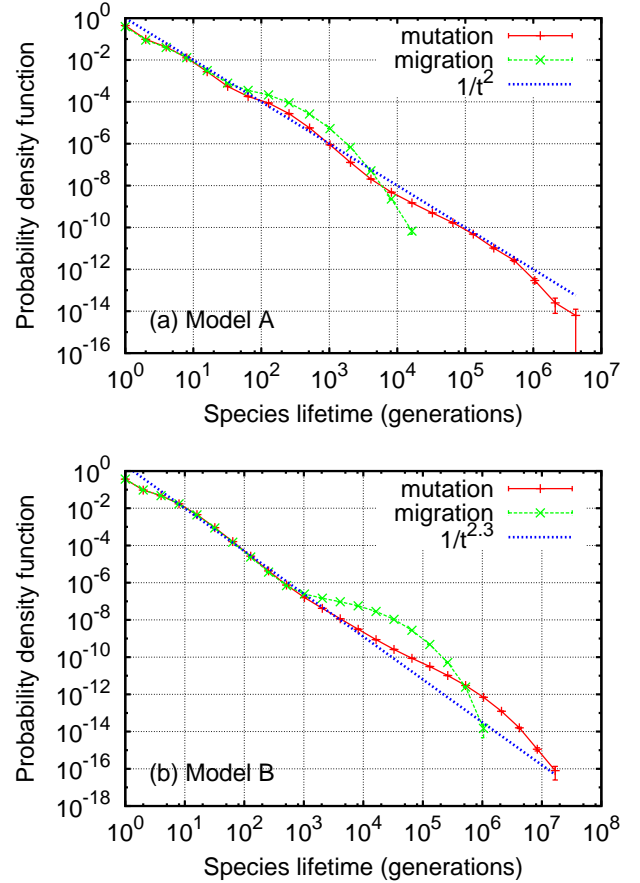 10^0
10^-2
10^-4
10^-6
10^-8
10^-10
10^-12
10^-14
10^-16
Probability density function
mutation
migration
1/t^2
(a) Model A
10^0 10^1 10^2 10^3 10^4 10^5 10^6 10^7
Species lifetime (generations)
10^0
10^-2
10^-4
10^-6
10^-8
10^-10
10^-12
10^-14
10^-16
10^-18
Probability density function
mutation
migration
1/t^2.3
(b) Model B
10^0 10^1 10^2 10^3 10^4 10^5 10^6 10^7 10^8
Species lifetime (generations)